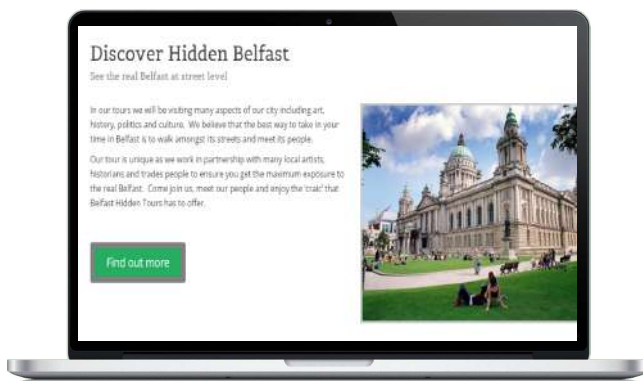 Discover Hidden Belfast
See the real Belfast at street level
In our tours we will be visiting many aspects of our city including art,
history, politics and culture. We believe that the best way to take in your
time in Belfast is to walk amongst its streets and meet its people.
Our tour is unique as we work in partnership with many local artists,
historians and trades people to ensure you get the maximum exposure to
the real Belfast. Come join us, meet our people and enjoy the 'craic' that
Belfast Hidden Tours has to offer.
Find out more